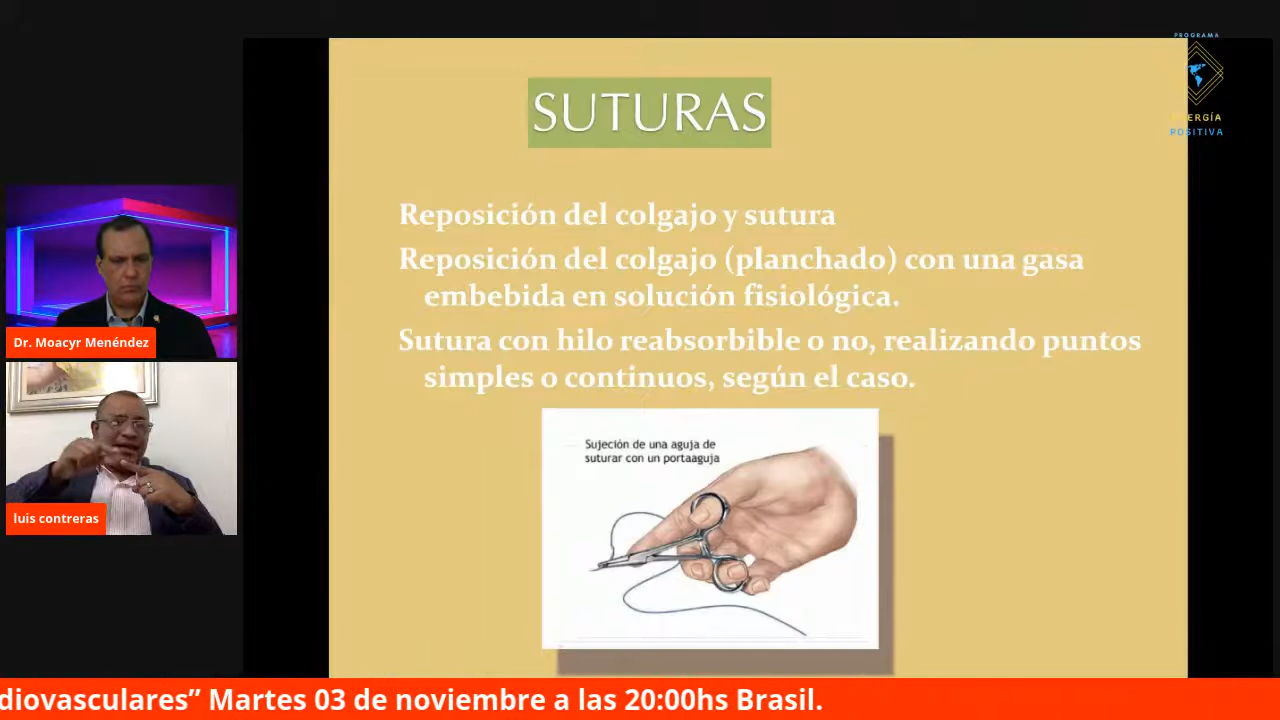 PROGRAMA
ENERGÍA
POSITIVA
SUTURAS
Reposición del colgajo y sutura
Reposición del colgajo (planchado) con una gasa
embebida en solución fisiológica.
Sutura con hilo reabsorbible o no, realizando puntos
simples o continuos, según el caso.
Sujeción de una aguja de
suturar con un portaaguja
Dr. Moacyr Menéndez
luis contreras
diovasculares” Martes 03 de noviembre a las 20:00hs Brasil.